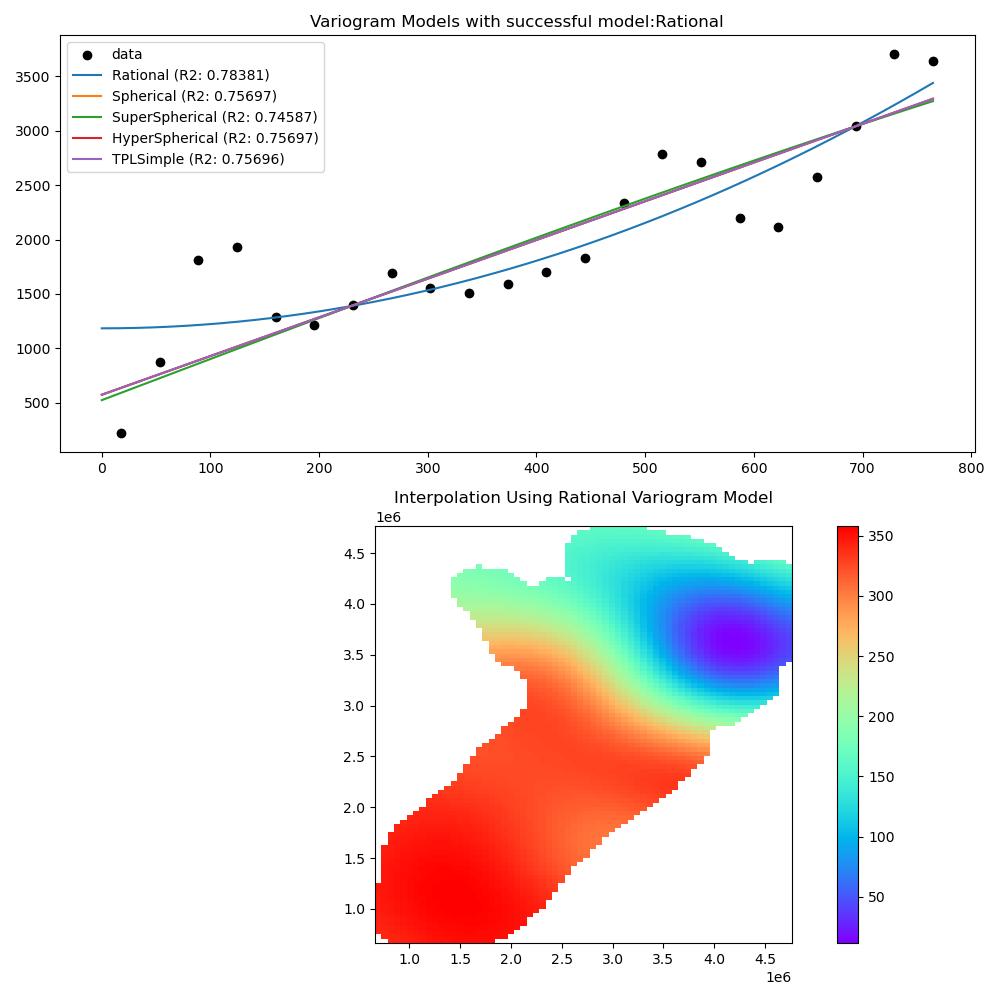 Variogram Models with successful model:Rational
data
Rational (R2: 0.78381)
Spherical (R2: 0.75697)
SuperSpherical (R2: 0.74587)
HyperSpherical (R2: 0.75697)
TPLSimple (R2: 0.75696)
3500
3000
2500
2000
1500
1000
500
0 100 200 300 400 500 600 700 800
Interpolation Using Rational Variogram Model
1e6
4.5
4.0
3.5
3.0
2.5
2.0
1.5
1.0
1.0 1.5 2.0 2.5 3.0 3.5 4.0 4.5
1e6
350
300
250
200
150
100
50